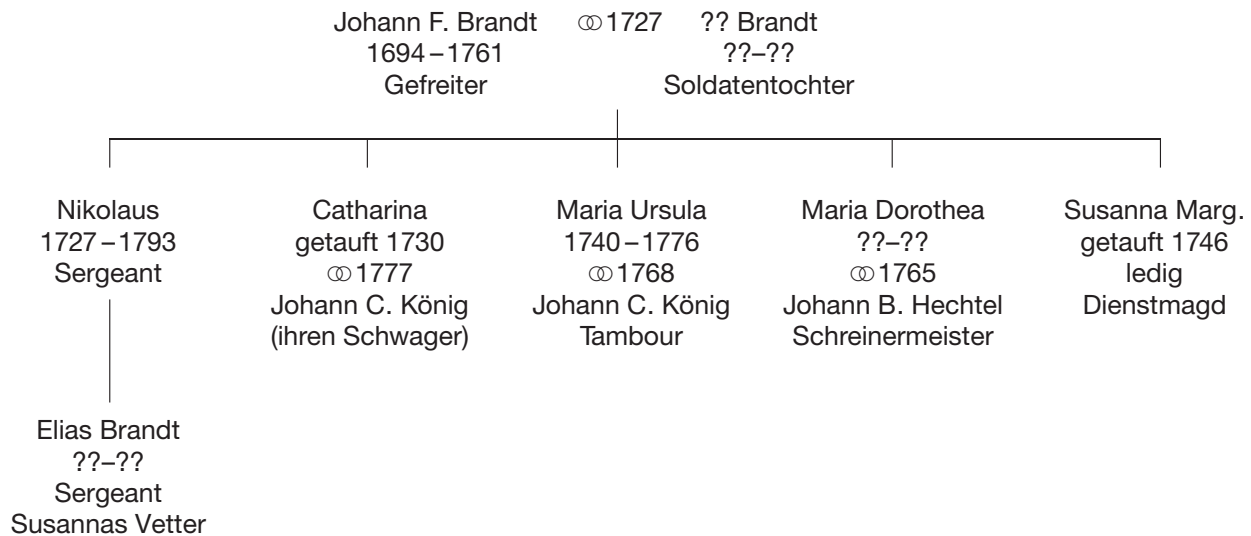 Johann F. Brandt ⚭ 1727 ?? Brandt
1694–1761 ??–??
Gefreiter Soldatentochter
Nikolaus
1727–1793
Sergeant
Catharina
getauft 1730
⚭ 1777
Johann C. König
(ihren Schwager)
Maria Ursula
1740–1776
⚭ 1768
Johann C. König
Tambour
Maria Dorothea
??–??
⚭ 1765
Johann B. Hechtel
Schreinermeister
Susanna Marg.
getauft 1746
ledig
Dienstmagd
Elias Brandt
??–??
Sergeant
Susannas Vetter